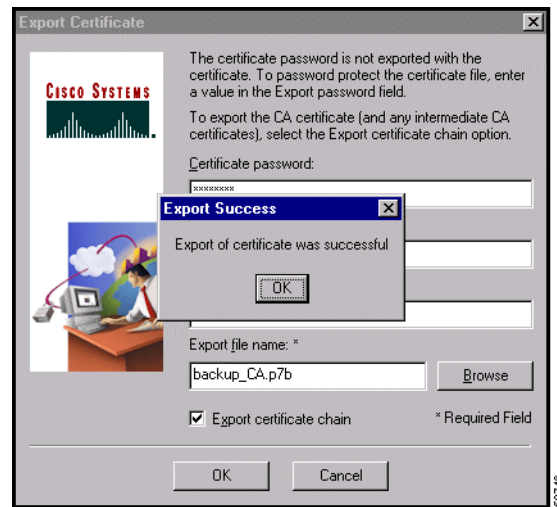 Export Certificate
CISCO SYSTEMS
The certificate password is not exported with the
certificate. To password protect the certificate file, enter
a value in the Export password field.
To export the CA certificate (and any intermediate CA
certificates), select the Export certificate chain option.
Certificate password:
xxxxxxxx
Export Success
Export of certificate was successful
OK
Export file name: *
backup_CA.p7b
Browse
Export certificate chain
* Required Field
OK
Cancel